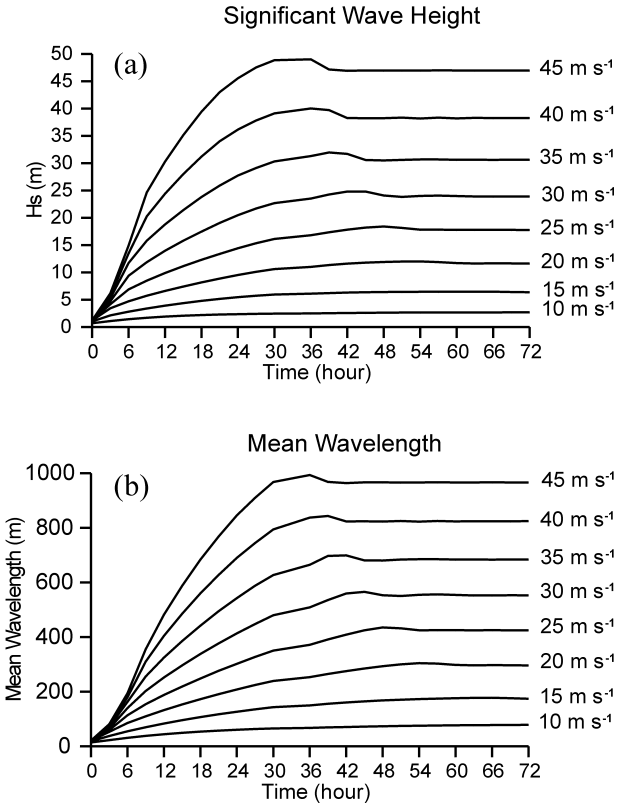 Significant Wave Height
(a)
Hs (m)
50
45
40
35
30
25
20
15
10
5
0
45 m s-1
40 m s-1
35 m s-1
30 m s-1
25 m s-1
20 m s-1
15 m s-1
10 m s-1
0 6 12 18 24 30 36 42 48 54 60 66 72
Time (hour)
Mean Wavelength
(b)
Mean Wavelength (m)
1000
800
600
400
200
0
45 m s-1
40 m s-1
35 m s-1
30 m s-1
25 m s-1
20 m s-1
15 m s-1
10 m s-1
0 6 12 18 24 30 36 42 48 54 60 66 72
Time (hour)